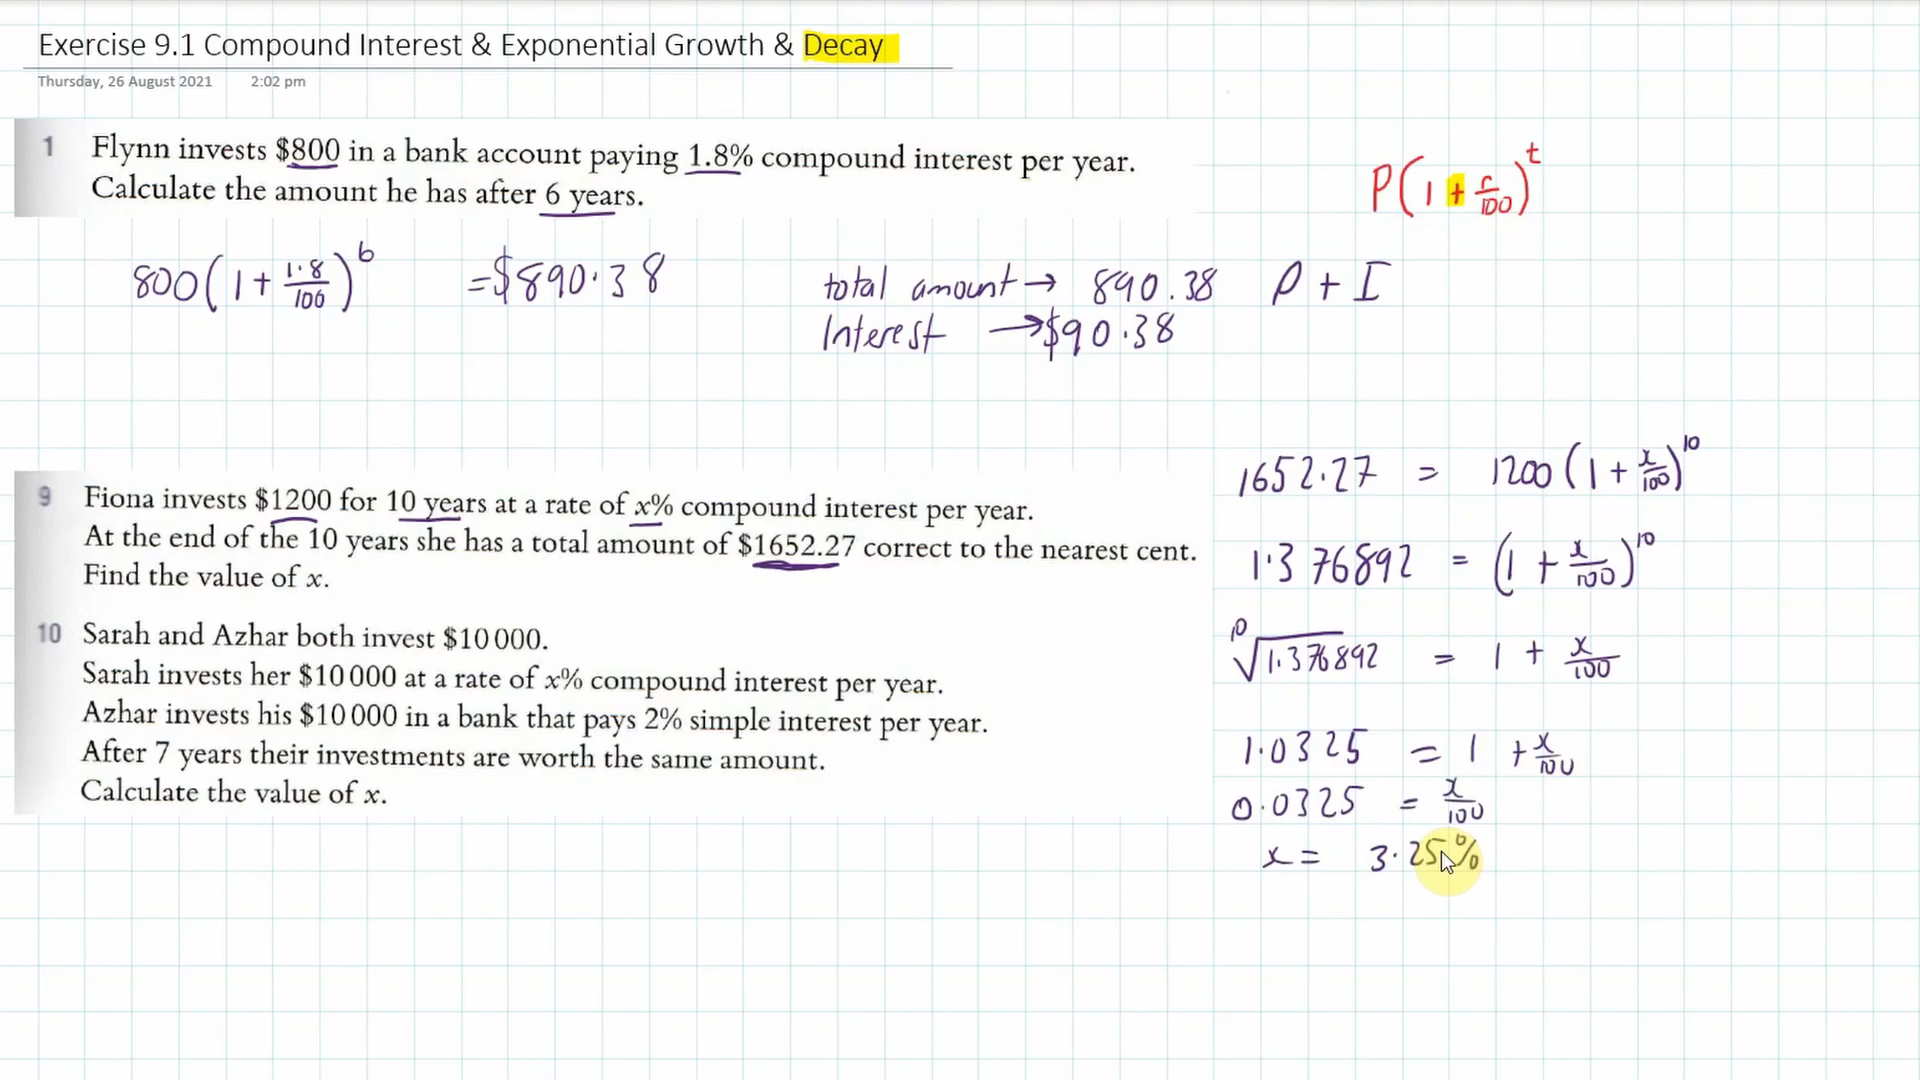 Exercise 9.1 Compound Interest & Exponential Growth & Decay
Thursday, 26 August 2021 2:02 pm
1 Flynn invests $800 in a bank account paying 1.8% compound interest per year.
Calculate the amount he has after 6 years.
P(1 + r/100)^t
800(1 + 1.8/100)^6 = $890.38
total amount → 890.38 P + I
Interest → $90.38
9 Fiona invests $1200 for 10 years at a rate of x% compound interest per year.
At the end of the 10 years she has a total amount of $1652.27 correct to the nearest cent.
Find the value of x.
10 Sarah and Azhar both invest $10 000.
Sarah invests her $10 000 at a rate of x% compound interest per year.
Azhar invests his $10 000 in a bank that pays 2% simple interest per year.
After 7 years their investments are worth the same amount.
Calculate the value of x.
1652.27 = 1200(1 + x/100)^10
1.376892 = (1 + x/100)^10
10√1.376892 = 1 + x/100
1.0325 = 1 + x/100
0.0325 = x/100
x = 3.25%